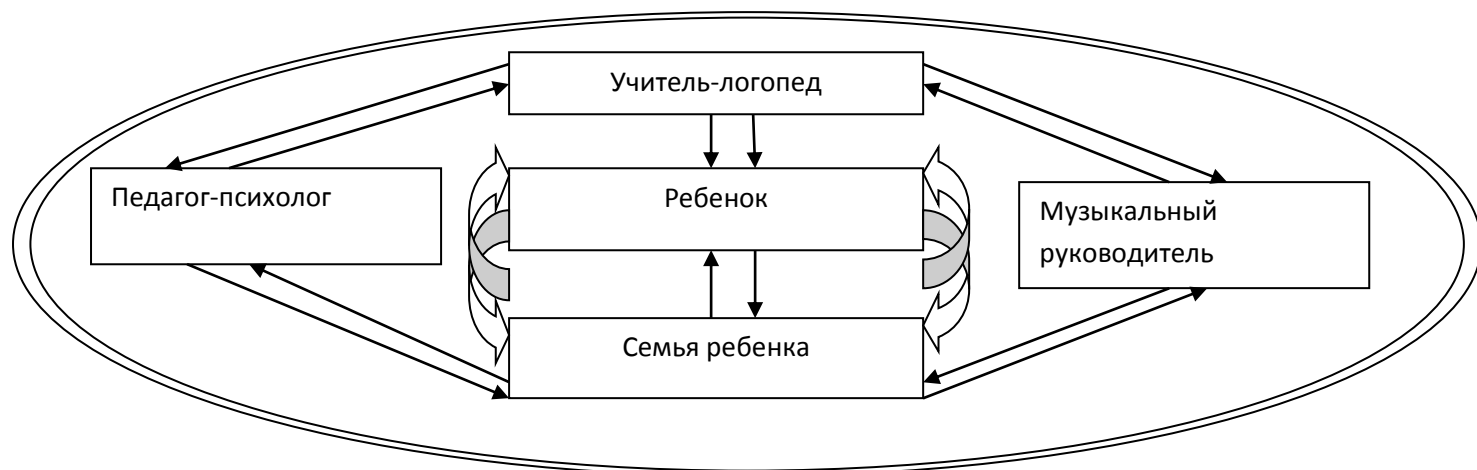 Учитель-логопед
Педагог-психолог
Ребенок
Музыкальный
руководитель
Семья ребенка